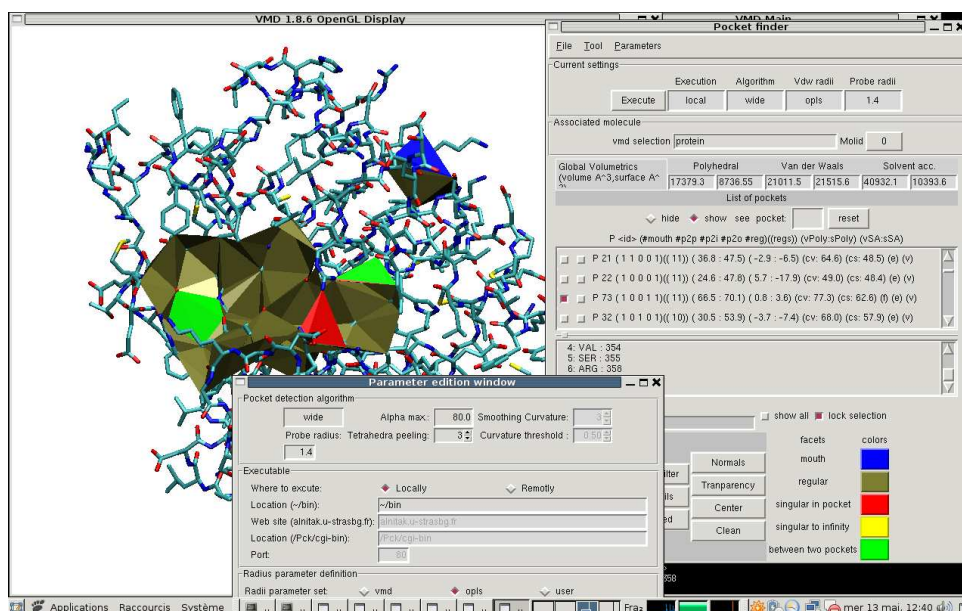 VMD 1.8.6 OpenGL Display
VMD Main
Pocket finder
File Tool Parameters
Current settings
Execution Algorithm Vdw radii Probe radii
Execute local wide opls 1.4
Associated molecule
vmd selection protein Molid 0
Global Volumetrics (volume A^3,surface A^
Polyhedral Van der Waals Solvent acc.
17379.3 8736.55 21011.5 21515.6 40932.1 10393.6
List of pockets
hide show see pocket: reset
P <id> (#mouth #p2p #p2i #p2o #reg)((regs)) (vPoly:sPoly) (vSA:sSA)
P 21 ( 1 1 0 0 1)(( 11)) ( 36.8 : 47.5) ( -2.9 : -6.5) (cv: 64.6) (cs: 48.5) (e) (v)
P 22 ( 1 1 0 0 1)(( 11)) ( 24.6 : 47.8) ( 5.7 : -17.9) (cv: 49.0) (cs: 48.4) (e) (v)
P 73 ( 1 0 0 1 1)(( 11)) ( 66.5 : 70.1) ( 0.8 : 3.6) (cv: 77.3) (cs: 62.6) (f) (e) (v)
P 32 ( 1 0 1 0 1)(( 10)) ( 30.5 : 53.9) ( -3.7 : -7.4) (cv: 68.0) (cs: 57.9) (e) (v)
4: VAL : 354
5: SER : 355
6: ARG : 358
show all lock selection
facets colors
Normals mouth
Tranparency regular
Center singular in pocket
Clean singular to infinity
between two pockets
Parameter edition window
Pocket detection algorithm
wide Alpha max.: 80.0 Smoothing Curvature: 3
Probe radius: Tetrahedra peeling: 3 Curvature threshold : 0.50
1.4
Executable
Where to excute: Locally Remotly
Location (~/bin): ~/bin
Web site (alnitak.u-strasbg.fr): alnitak.u-strasbg.fr
Location (/Pck/cgi-bin): /Pck/cgi-bin
Port: 80
Radius parameter definition
Radii parameter set: vmd opls user
Applications Raccourcis Système
mer 13 mai, 12:40